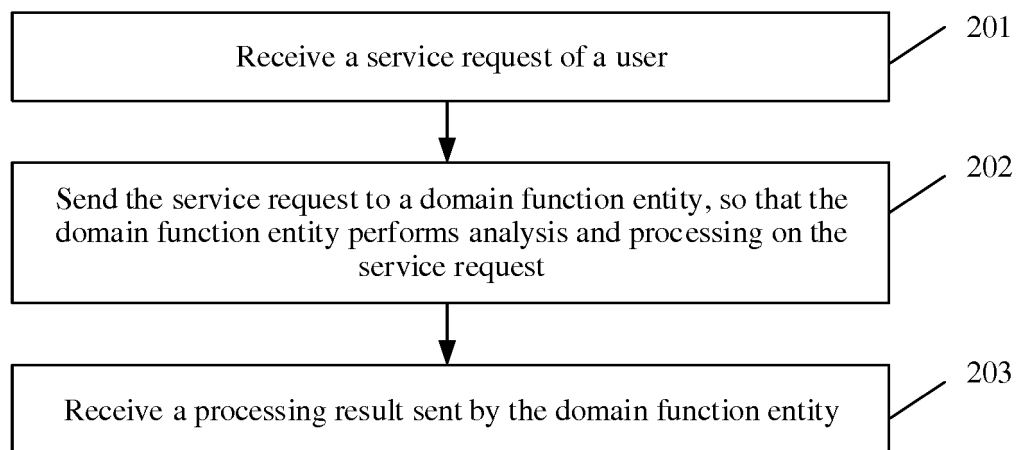 201
Receive a service request of a user
202
Send the service request to a domain function entity, so that the
domain function entity performs analysis and processing on the
service request
203
Receive a processing result sent by the domain function entity